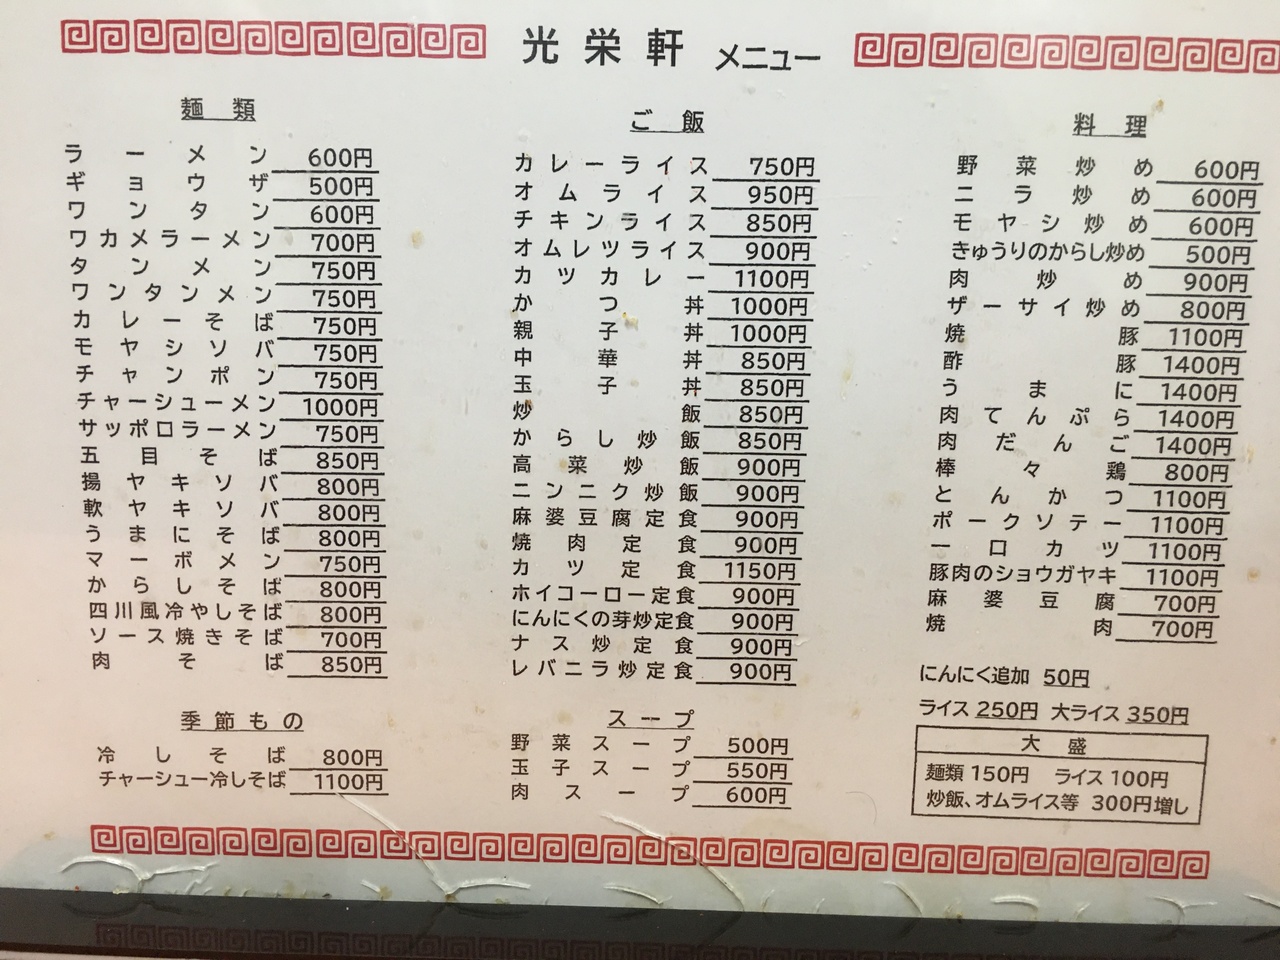 光栄軒 メニュー
麺類
ラーメン 600円
ギョウザ 500円
ワンタン 600円
ワカメラーメン 700円
タンメン 750円
ワンタンメン 750円
カレーそば 750円
モヤシソバ 750円
チャンポン 750円
チャーシューメン 1000円
サッポロラーメン 750円
五目そば 850円
揚ヤキソバ 800円
軟ヤキソバ 800円
うまにそば 800円
マーボメン 750円
からしそば 800円
四川風冷やしそば 800円
ソース焼きそば 700円
肉そば 850円
季節もの
冷しそば 800円
チャーシュー冷しそば 1100円
ご飯
カレーライス 750円
オムライス 950円
チキンライス 850円
オムレツライス 900円
カツカレー 1100円
かつ丼 1000円
親子丼 1000円
中華丼 850円
玉子丼 850円
炒飯 850円
からし炒飯 850円
高菜炒飯 900円
ニンニク炒飯 900円
麻婆豆腐定食 900円
焼肉定食 900円
カツ定食 1150円
ホイコーロー定食 900円
にんにくの芽炒定食 900円
ナス炒定食 900円
レバニラ炒定食 900円
スープ
野菜スープ 500円
玉子スープ 550円
肉スープ 600円
料理
野菜炒め 600円
ニラ炒め 600円
モヤシ炒め 600円
きゅうりのからし炒め 500円
肉炒め 900円
ザーサイ炒め 800円
焼豚 1100円
酢豚 1400円
うまに 1400円
肉てんぷら 1400円
肉だんご 1400円
棒々鶏 800円
とんかつ 1100円
ポークソテー 1100円
一口カツ 1100円
豚肉のショウガヤキ 1100円
麻婆豆腐 700円
焼肉 700円
にんにく追加 50円
ライス 250円 大ライス 350円
大盛
麺類 150円 ライス 100円
炒飯、オムライス等 300円増し